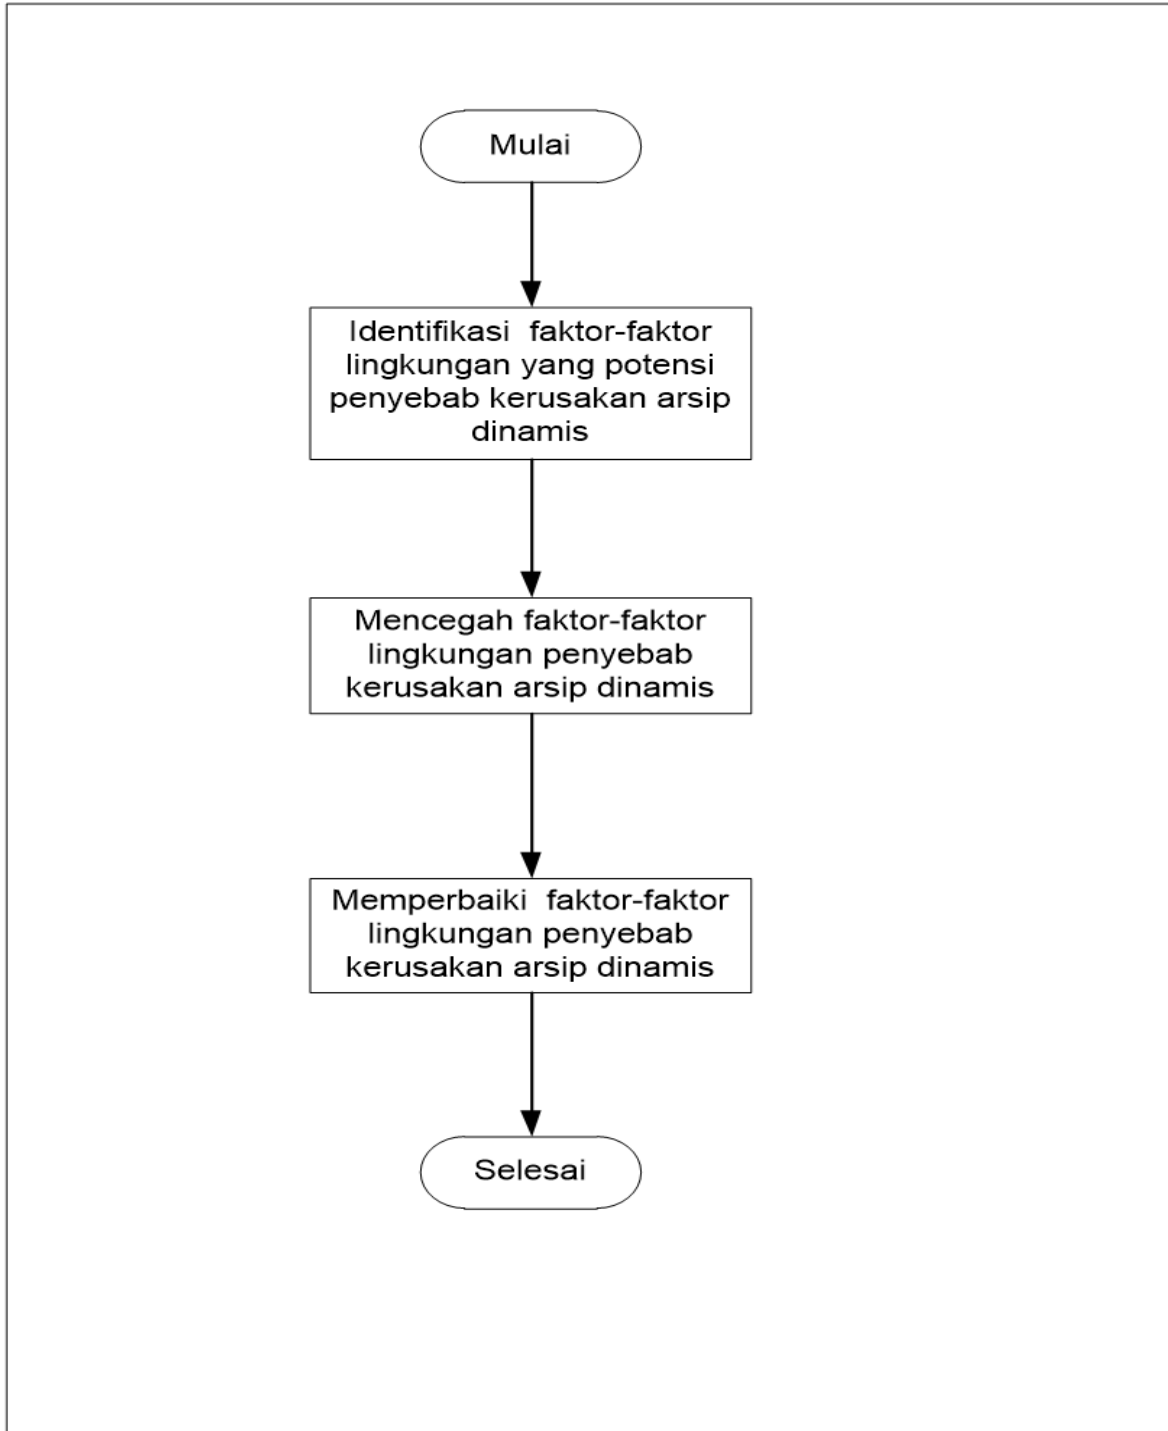 Mulai
Identifikasi  faktor-faktor
lingkungan yang potensi
penyebab kerusakan arsip
dinamis
Mencegah faktor-faktor
lingkungan penyebab
kerusakan arsip dinamis
Memperbaiki  faktor-faktor
lingkungan penyebab
kerusakan arsip dinamis
Selesai